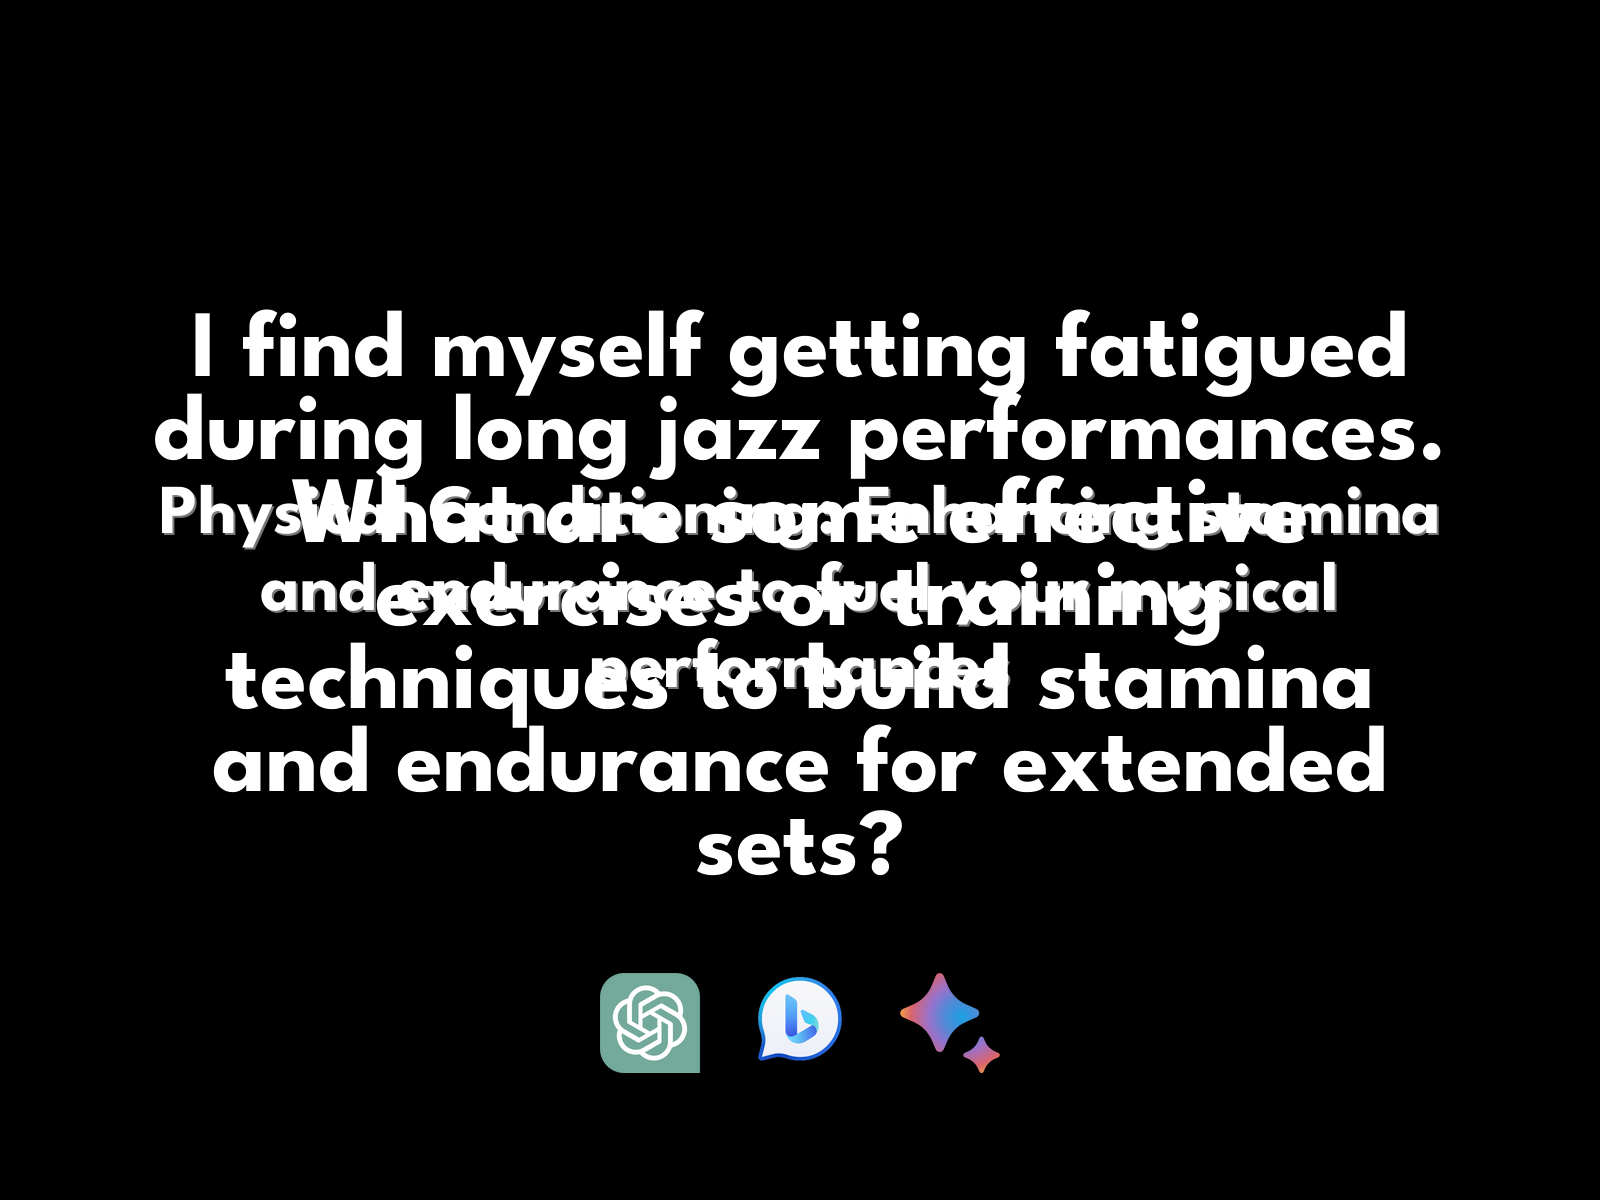 I find myself getting fatigued
during long jazz performances.
What are some effective
exercises or training
techniques to build stamina
and endurance for extended
sets?
Physical Conditioning: Enhancing stamina
and endurance to fuel your musical
performances